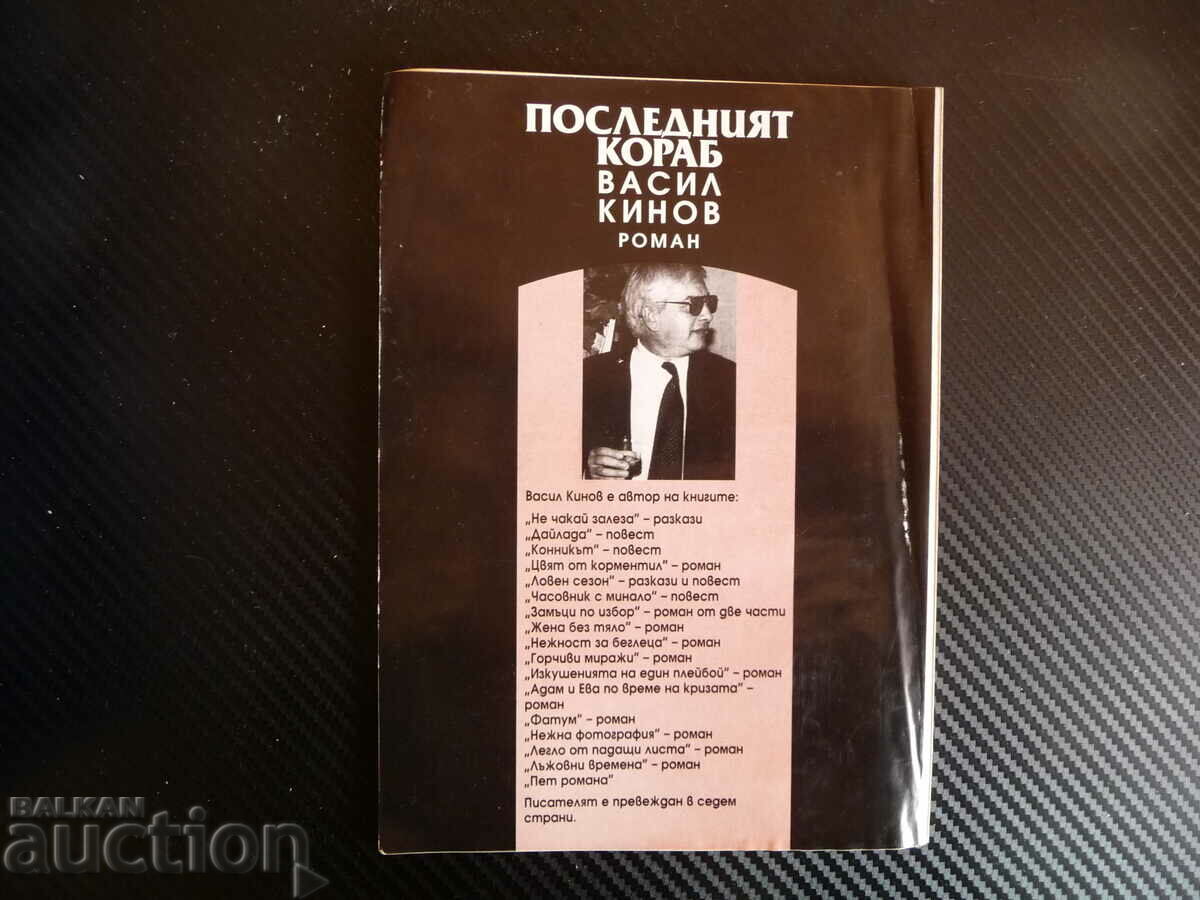 ПОСЛЕДНИЯТ
КОРАБ
ВАСИЛ
КИНОВ
РОМАН
Васил Кинов е автор на книгите:
„Не чакай залеза“ – разкази
„Дайлада“ – повест
„Конникът“ – повест
„Цвят от корментил“ – роман
„Ловен сезон“ – разкази и повест
„Часовник с минало“ – повест
„Замъци по избор“ – роман от две части
„Жена без тяло“ – роман
„Нежност за беглеца“ – роман
„Горчиви миражи“ – роман
„Изкушенията на един плейбой“ – роман
„Адам и Ева по време на кризата“ –
роман
„Фатум“ – роман
„Нежна фотография“ – роман
„Легло от падащи листа“ – роман
„Лъжовни времена“ – роман
„Пет романа“
Писателят е превеждан в седем
страни.
BALKAN
auction